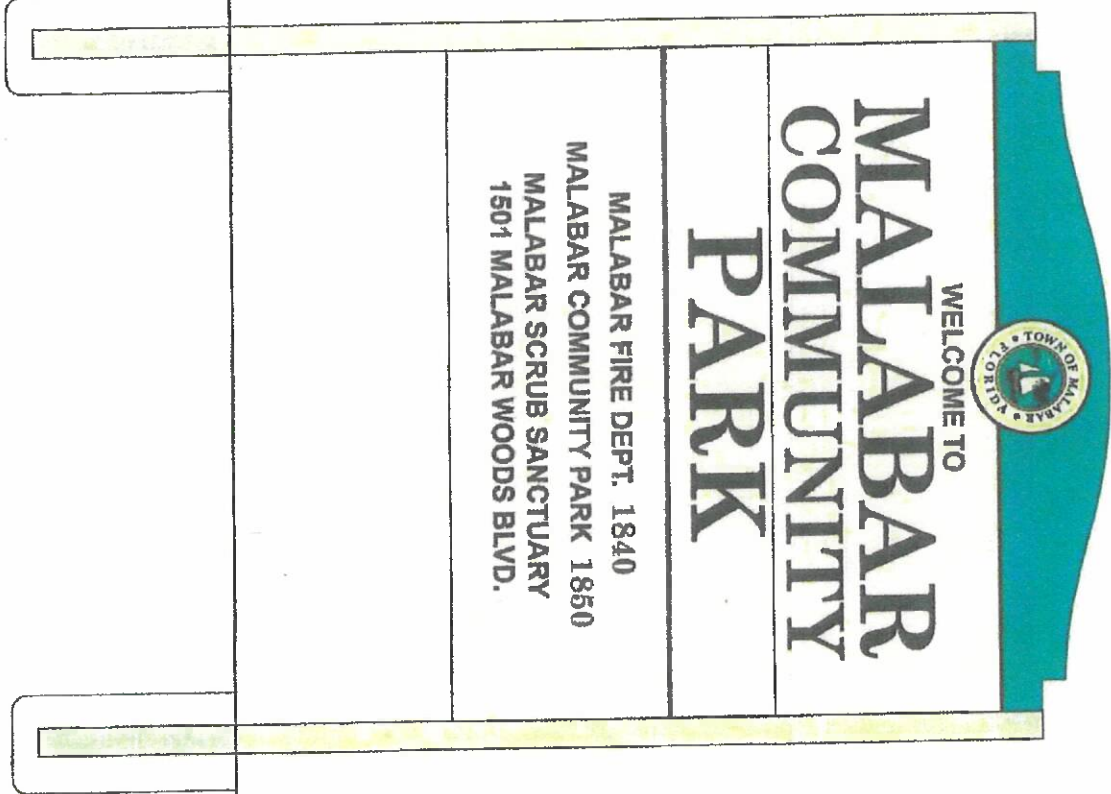 TOWN OF MALABAR
FLORIDA
WELCOME TO
MALABAR
COMMUNITY
PARK
MALABAR FIRE DEPT. 1840
MALABAR COMMUNITY PARK 1850
MALABAR SCRUB SANCTUARY
1501 MALABAR WOODS BLVD.